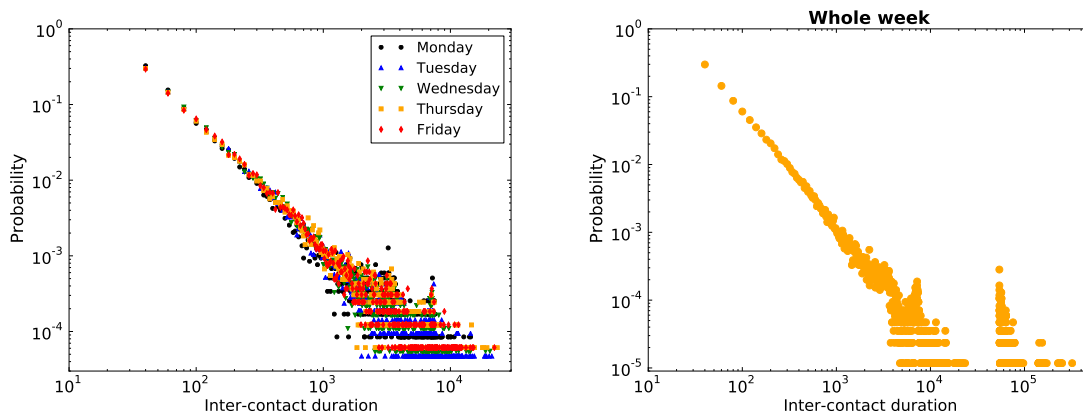 Whole week
10^0
10^-1
10^-2
10^-3
10^-4
Probability
10^1
10^2
10^3
10^4
Inter-contact duration
Monday
Tuesday
Wednesday
Thursday
Friday
10^0
10^-1
10^-2
10^-3
10^-4
10^-5
Probability
10^1
10^2
10^3
10^4
10^5
Inter-contact duration